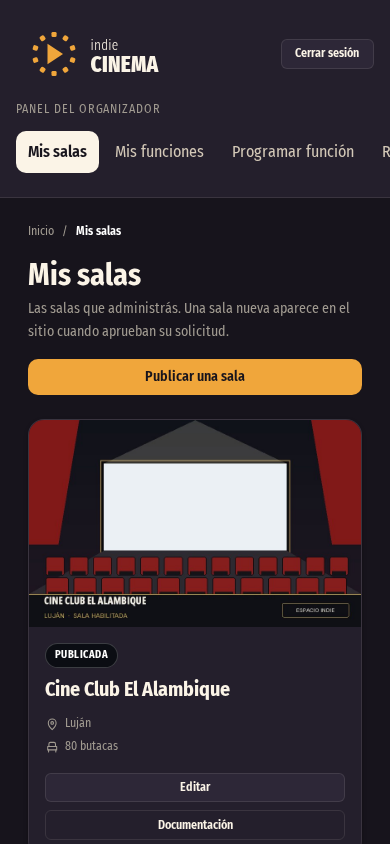 indie
CINEMA
Cerrar sesión
PANEL DEL ORGANIZADOR
Mis salas
Mis funciones
Programar función
R
Inicio / Mis salas
Mis salas
Las salas que administrás. Una sala nueva aparece en el
sitio cuando aprueban su solicitud.
Publicar una sala
CINE CLUB EL ALAMBIQUE
LUJÁN · SALA HABILITADA
ESPACIO INDIE
PUBLICADA
Cine Club El Alambique
Luján
80 butacas
Editar
Documentación